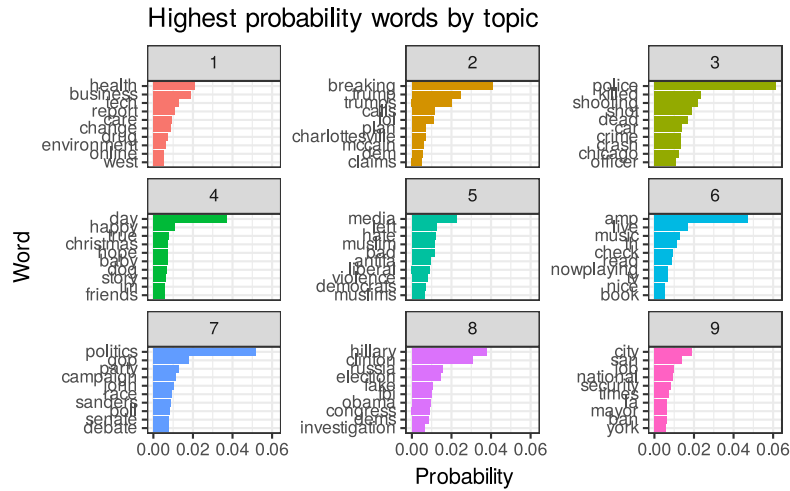 Highest probability words by topic
1
health
business
tech
report
care
change
drug
environment
online
west
2
breaking
trump
trumps
calls
lol
plan
charlottesville
mccain
dem
claims
3
police
killed
shooting
shot
dead
car
crime
crash
chicago
officer
Word
4
day
happy
true
christmas
hope
baby
dog
story
im
friends
5
media
left
hate
muslim
bad
antifa
liberal
violence
democrats
muslims
6
amp
live
music
check
read
nowplaying
tv
nice
book
7
politics
gop
party
campaign
john
race
sanders
poll
senate
debate
8
hillary
clinton
russia
election
fake
fbi
obama
congress
dems
investigation
9
city
san
job
national
security
times
la
mayor
ban
york
0.00 0.02 0.04 0.06
0.00 0.02 0.04 0.06
0.00 0.02 0.04 0.06
Probability